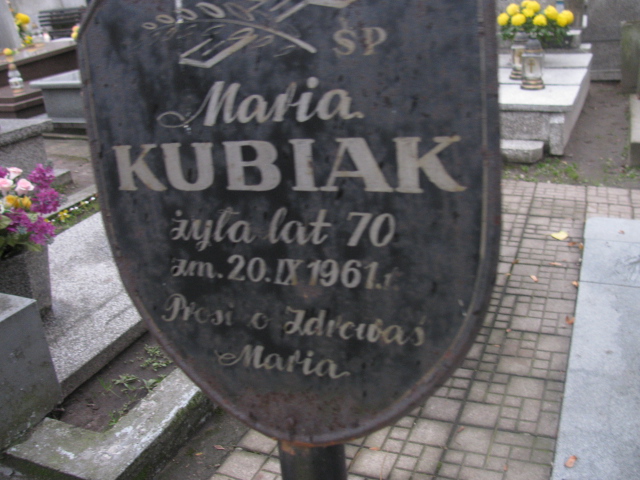 ŚP
Maria
KUBIAK
żyła lat 70
zm. 20.IX 1961.r.
Prosi o Zdrowaś
Maria